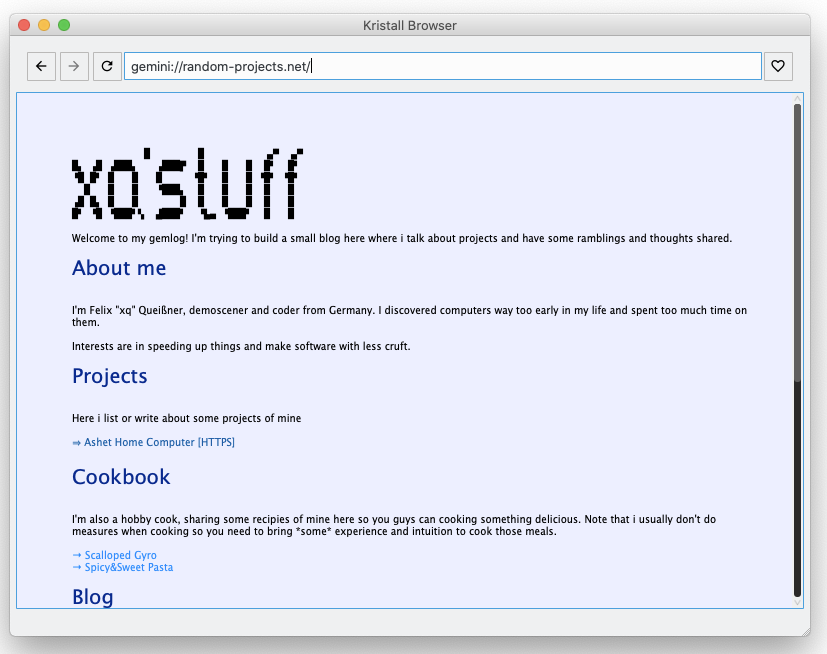 Kristall Browser
gemini://random-projects.net/
xq's stuff
Welcome to my gemlog! I'm trying to build a small blog here where i talk about projects and have some ramblings and thoughts shared.
About me
I'm Felix "xq" Queißner, demoscener and coder from Germany. I discovered computers way too early in my life and spent too much time on
them.
Interests are in speeding up things and make software with less cruft.
Projects
Here i list or write about some projects of mine
⇒ Ashet Home Computer [HTTPS]
Cookbook
I'm also a hobby cook, sharing some recipies of mine here so you guys can cooking something delicious. Note that i usually don't do
measures when cooking so you need to bring *some* experience and intuition to cook those meals.
→ Scalloped Gyro
→ Spicy&Sweet Pasta
Blog